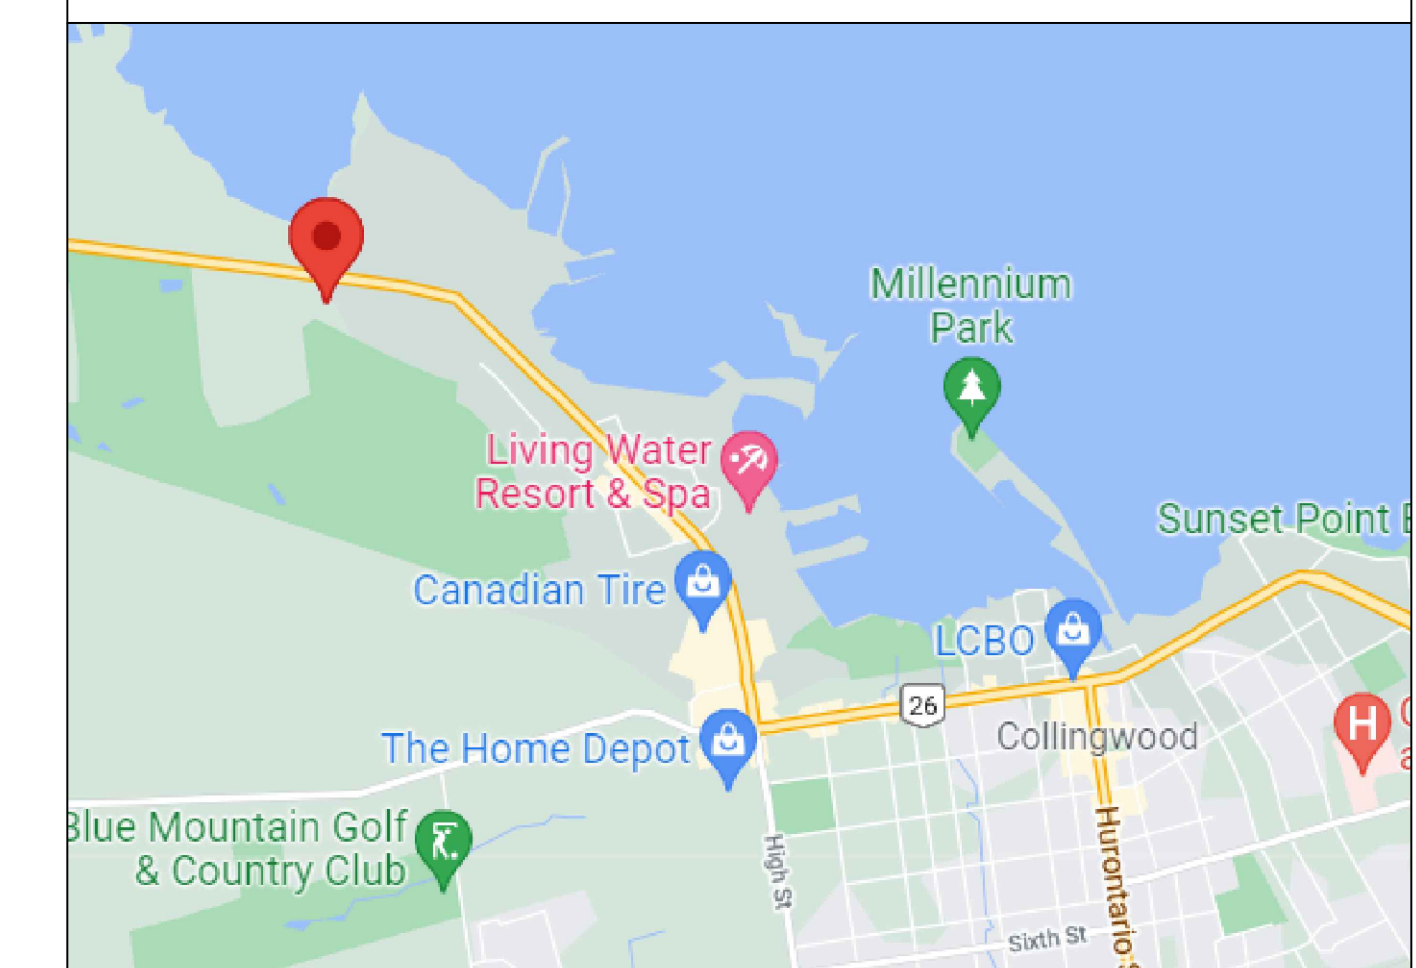 Millennium
Park
Living Water
Resort & Spa
Sunset Point
Canadian Tire
LCBO
26
Collingwood
H
The Home Depot
Blue Mountain Golf
& Country Club
High St
Hurontario
Sixth St